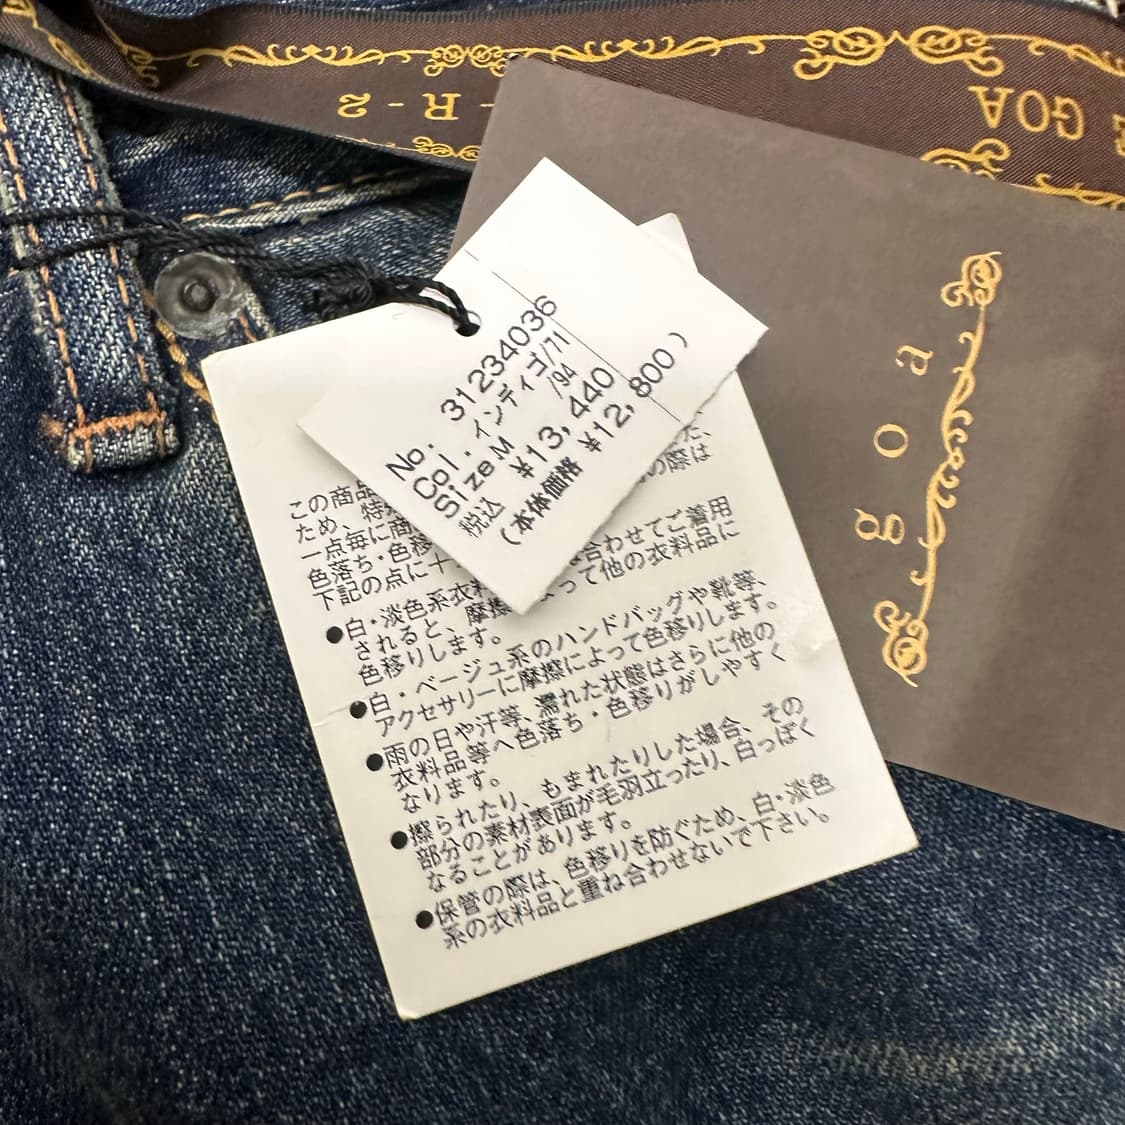 - R - 2
GOA
goa
No. 31234036
Col. インディゴ/71
/94
Size M
税込 ¥13,440
(本体価格 ¥12,800)
この商品
ため、特
一点毎に商
の際は
色落ち・色移
下記の点に十
●白・淡色系衣料
合わせてご着用
されると、摩擦によって他の衣料品に
色移りします。
●白・ベージュ系のハンドバッグや靴等、
アクセサリーに摩擦によって色移りします。
●雨の日や汗等、濡れた状態はさらに他の
衣料品等へ色落ち・色移りがしやすく
なります。
●擦られたり、もまれたりした場合、その
部分の素材表面が毛羽立ったり、白っぽく
なることがあります。
●保管の際は、色移りを防ぐため、白・淡色
系の衣料品と重ね合わせないで下さい。